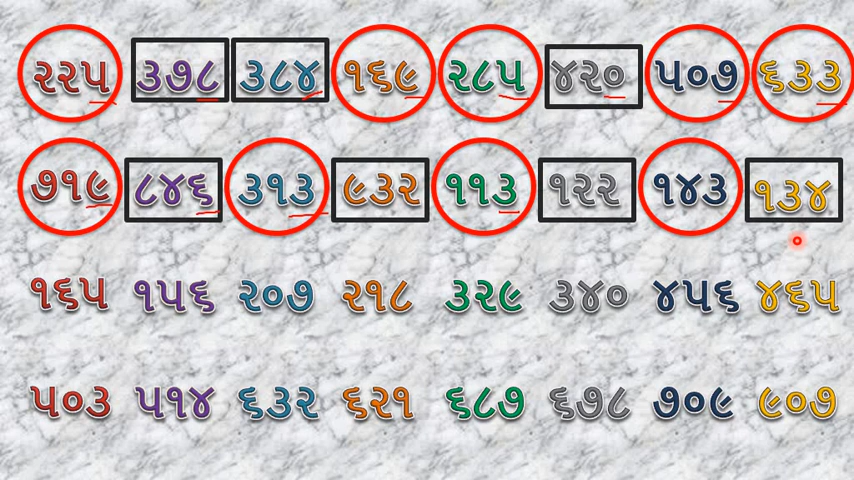 ૨૨૫ ૩૭૮ ૩૮૪ ૧૬૯ ૨૮૫ ૪૨૦ ૫૦૭ ૬૩૩
૭૧૯ ૮૪૬ ૩૧૩ ૯૩૨ ૧૧૩ ૧૨૨ ૧૪૩ ૧૩૪
૧૬૫ ૧૫૬ ૨૦૭ ૨૧૮ ૩૨૯ ૩૪૦ ૪૫૬ ૪૬૫
૫૦૩ ૫૧૪ ૬૩૨ ૬૨૧ ૬૮૭ ૬૭૮ ૭૦૯ ૯૦૭